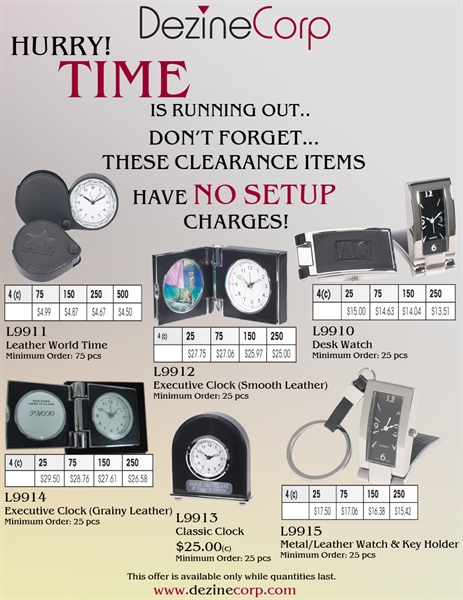 DezineCorp
HURRY!
TIME
IS RUNNING OUT..
DON'T FORGET...
THESE CLEARANCE ITEMS
HAVE NO SETUP
CHARGES!
4 (c) 75 150 250 500
$4.99 $4.87 $4.67 $4.50
L9911
Leather World Time
Minimum Order: 75 pcs
4 (c) 25 75 150 250
$27.75 $27.06 $25.97 $25.00
L9912
Executive Clock (Smooth Leather)
Minimum Order: 25 pcs
4 (c) 25 75 150 250
$15.00 $14.63 $14.04 $13.51
L9910
Desk Watch
Minimum Order: 25 pcs
4 (c) 25 75 150 250
$29.50 $28.76 $27.61 $26.58
L9914
Executive Clock (Grainy Leather)
Minimum Order: 25 pcs
L9913
Classic Clock
$25.00(c)
Minimum Order: 25 pcs
4 (c) 25 75 150 250
$17.50 $17.06 $16.38 $15.42
L9915
Metal/Leather Watch & Key Holder
Minimum Order: 25 pcs
This offer is available only while quantities last.
www.dezinecorp.com